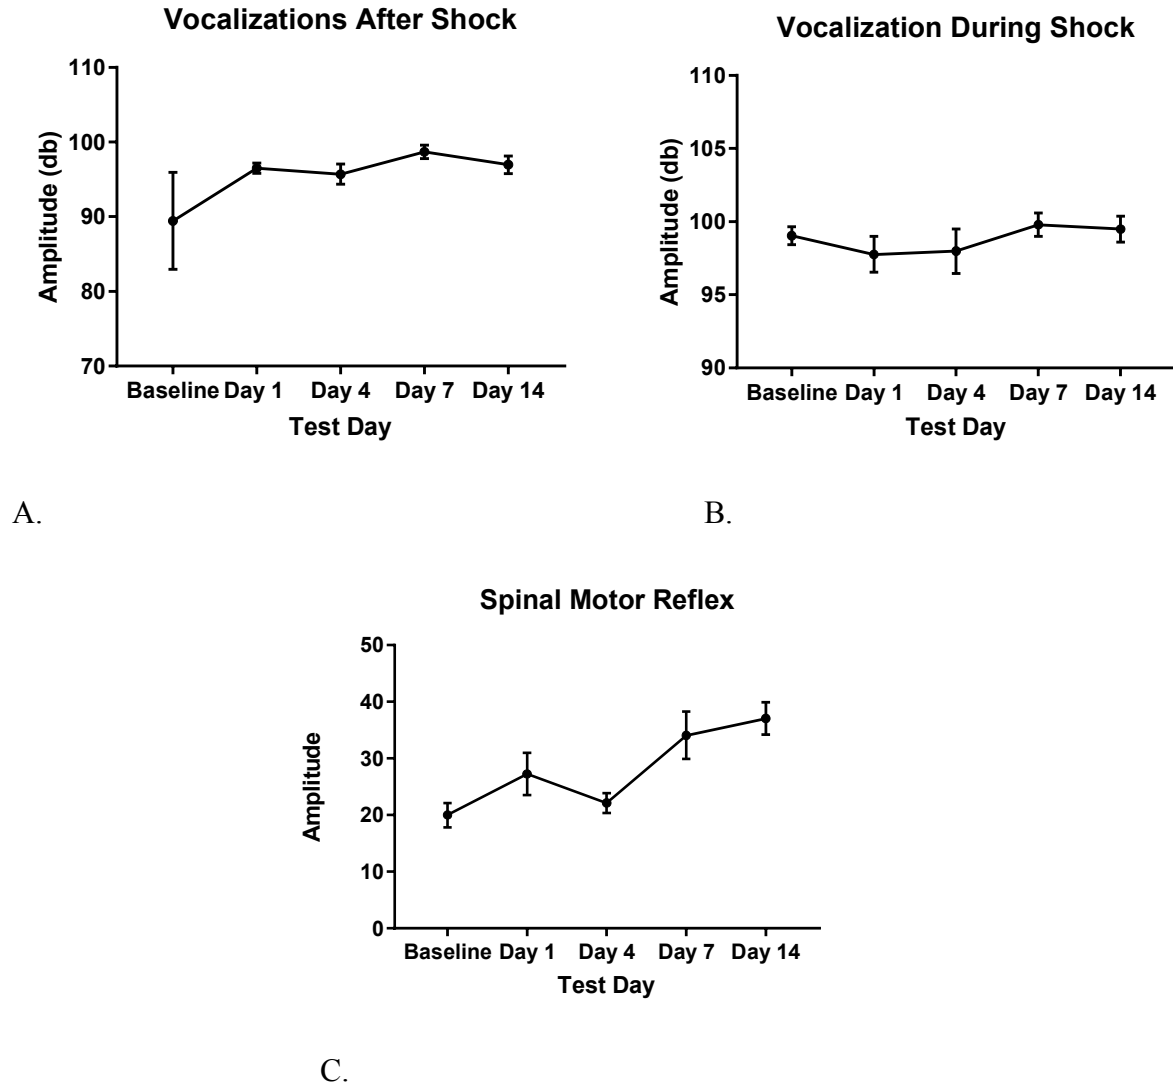 Vocalizations After Shock
110
100
90
80
70
Amplitude (db)
Baseline Day 1 Day 4 Day 7 Day 14
Test Day
A.
Vocalization During Shock
110
105
100
95
90
Amplitude (db)
Baseline Day 1 Day 4 Day 7 Day 14
Test Day
B.
Spinal Motor Reflex
50
40
30
20
10
0
Amplitude
Baseline Day 1 Day 4 Day 7 Day 14
Test Day
C.